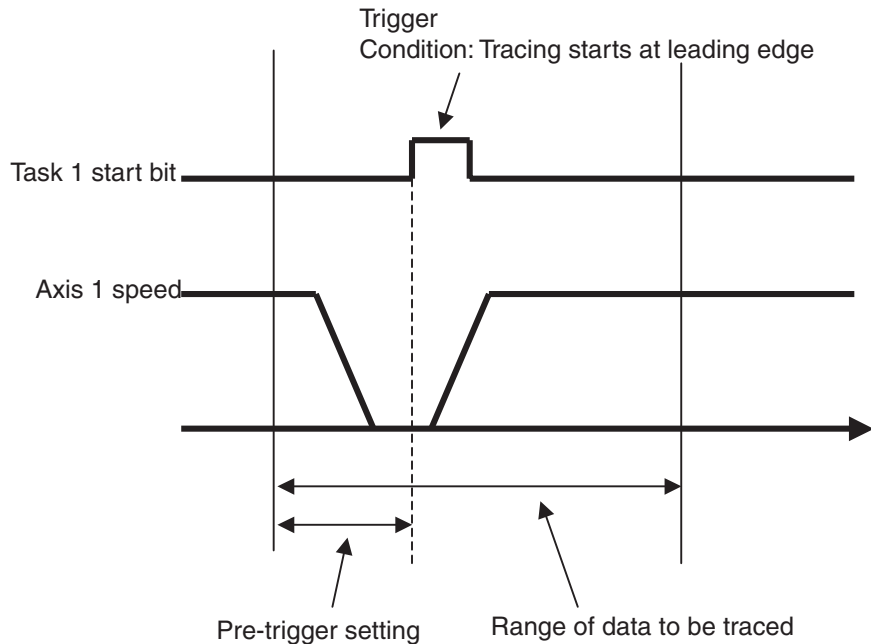 Trigger
Condition: Tracing starts at leading edge
Task 1 start bit
Axis 1 speed
Pre-trigger setting
Range of data to be traced